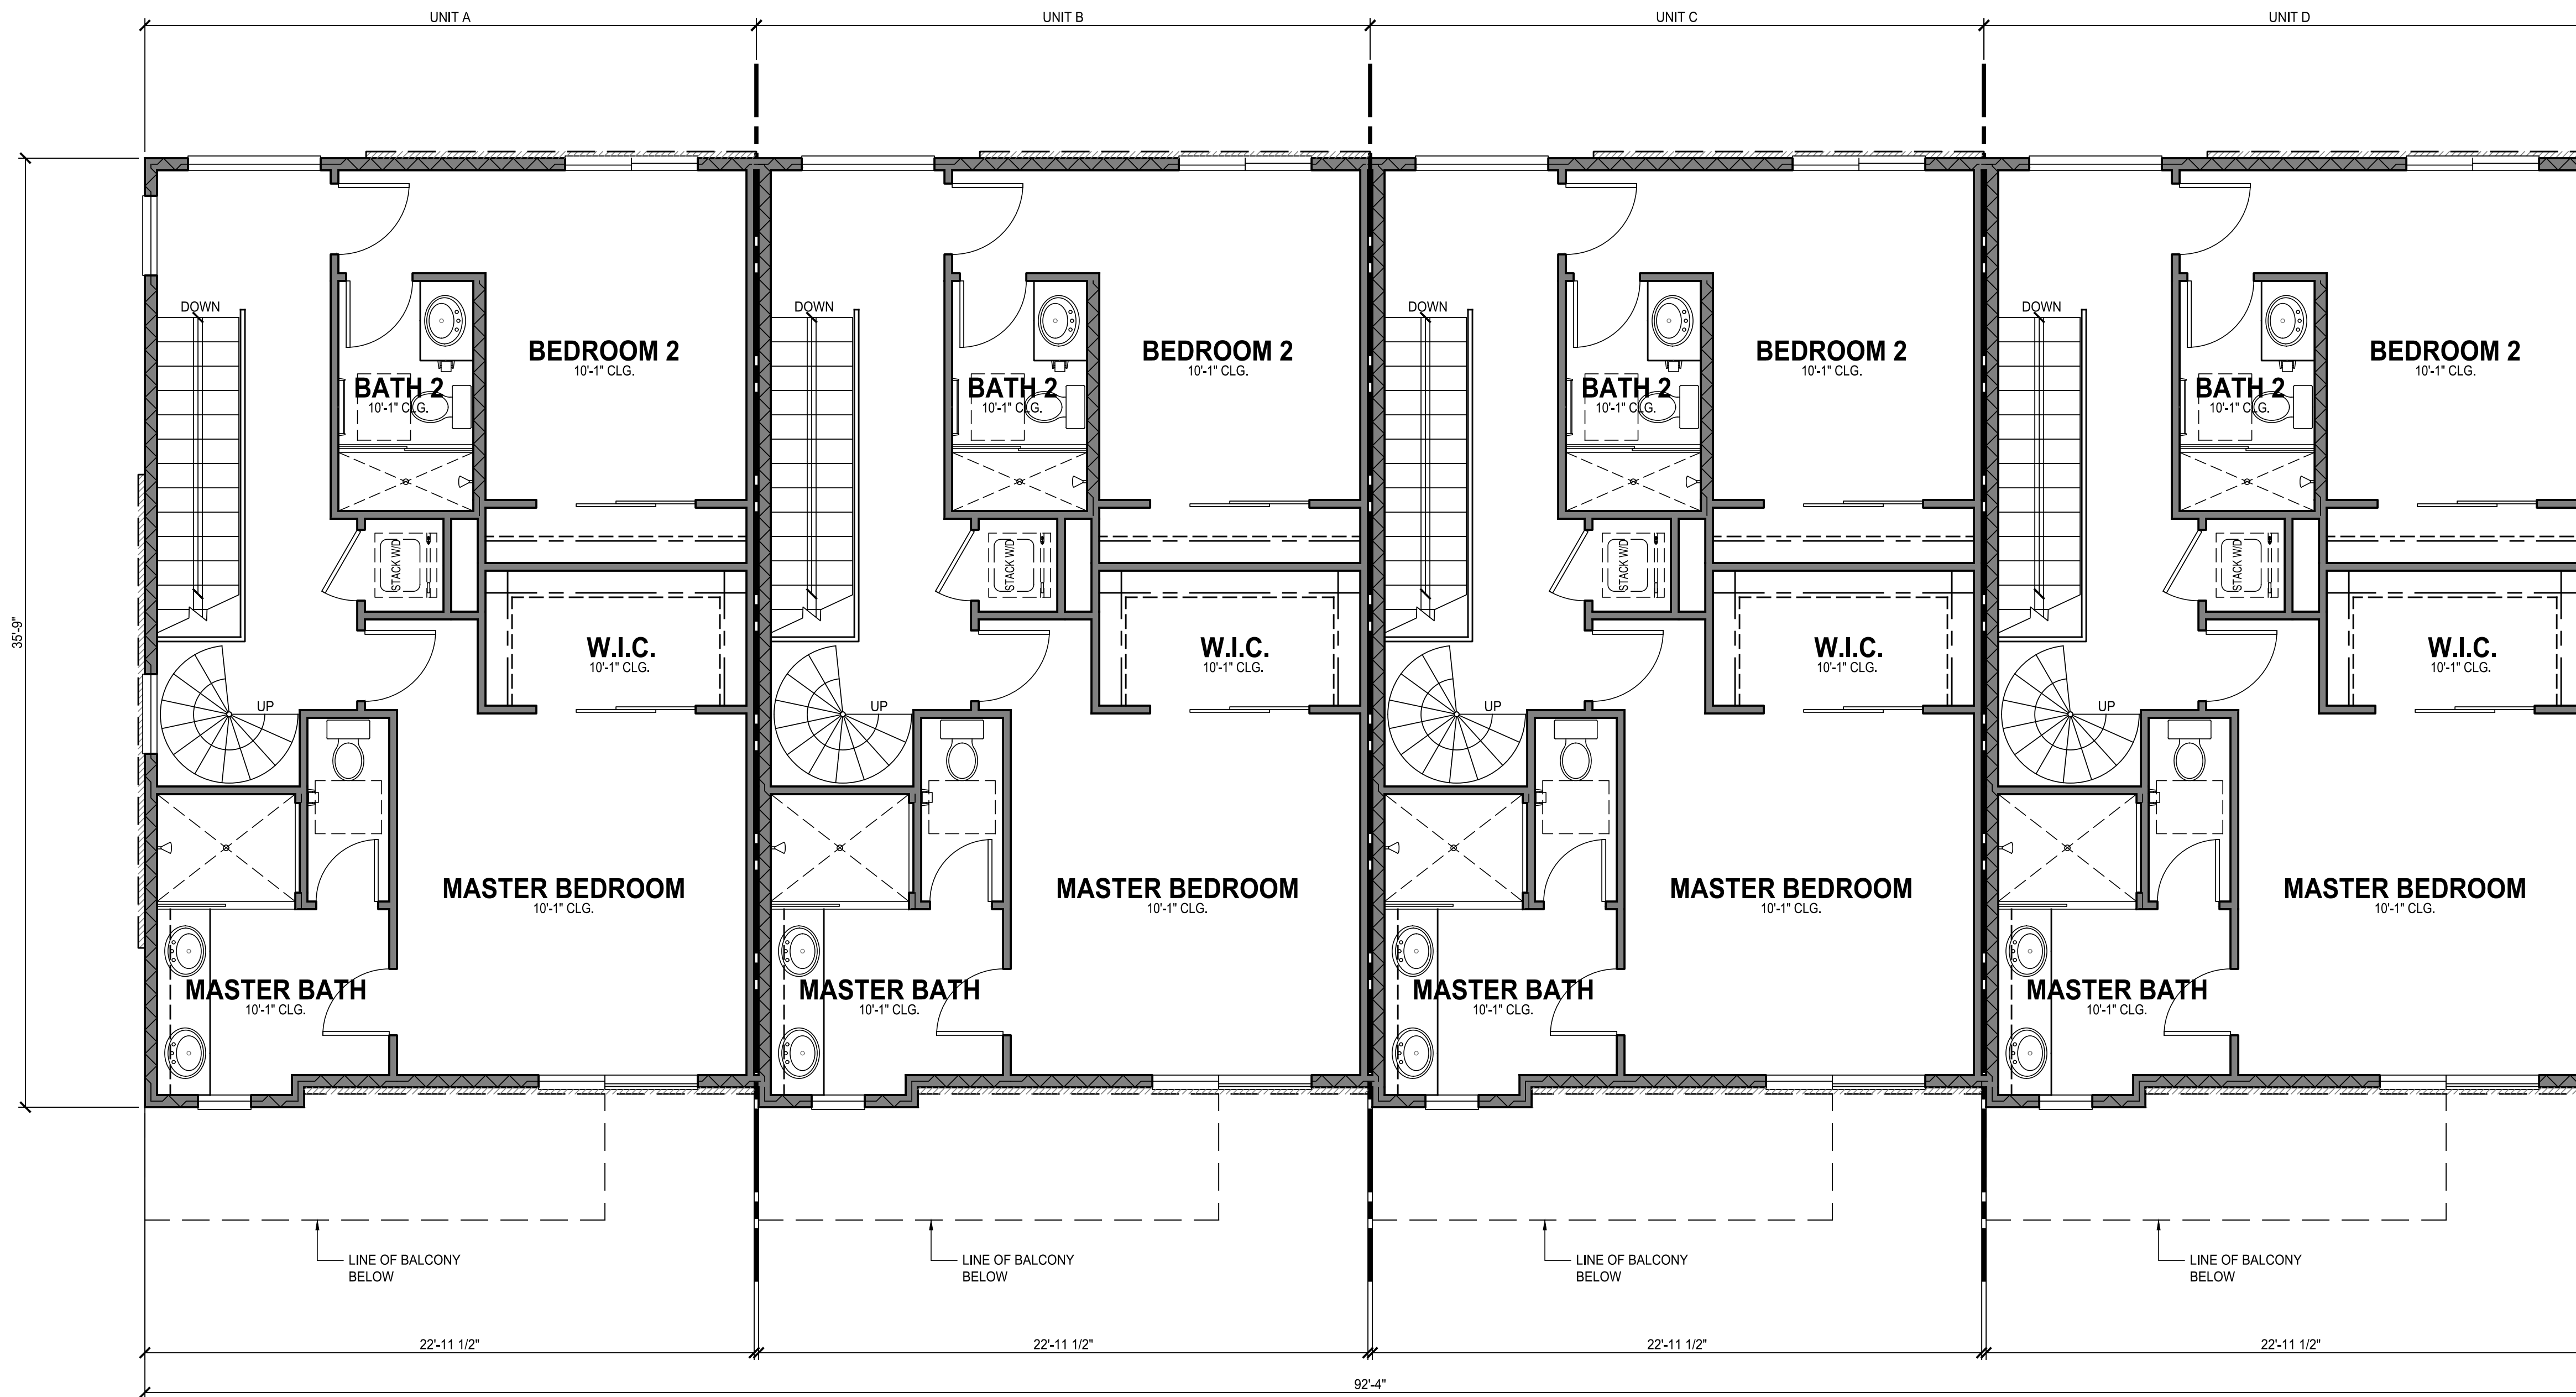 UNIT A
UNIT B
UNIT C
UNIT D
DOWN
DOWN
DOWN
DOWN
BEDROOM 2
10'-1" CLG.
BEDROOM 2
10'-1" CLG.
BEDROOM 2
10'-1" CLG.
BEDROOM 2
10'-1" CLG.
BATH 2
10'-1" CLG.
BATH 2
10'-1" CLG.
BATH 2
10'-1" CLG.
BATH 2
10'-1" CLG.
STACK W/D
STACK W/D
STACK W/D
STACK W/D
35'-9"
W.I.C.
10'-1" CLG.
W.I.C.
10'-1" CLG.
W.I.C.
10'-1" CLG.
W.I.C.
10'-1" CLG.
UP
UP
UP
UP
MASTER BEDROOM
10'-1" CLG.
MASTER BEDROOM
10'-1" CLG.
MASTER BEDROOM
10'-1" CLG.
MASTER BEDROOM
10'-1" CLG.
MASTER BATH
10'-1" CLG.
MASTER BATH
10'-1" CLG.
MASTER BATH
10'-1" CLG.
MASTER BATH
10'-1" CLG.
LINE OF BALCONY
BELOW
LINE OF BALCONY
BELOW
LINE OF BALCONY
BELOW
LINE OF BALCONY
BELOW
22'-11 1/2"
22'-11 1/2"
22'-11 1/2"
22'-11 1/2"
92'-4"